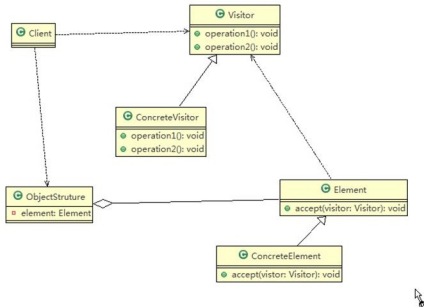 Visitor
operation1(): void
operation2(): void
Client
ConcreteVisitor
operation1(): void
operation2(): void
ObjectStruture
element: Element
Element
accept(visitor: Visitor): void
ConcreteElement
accept(vistor: Visitor): void